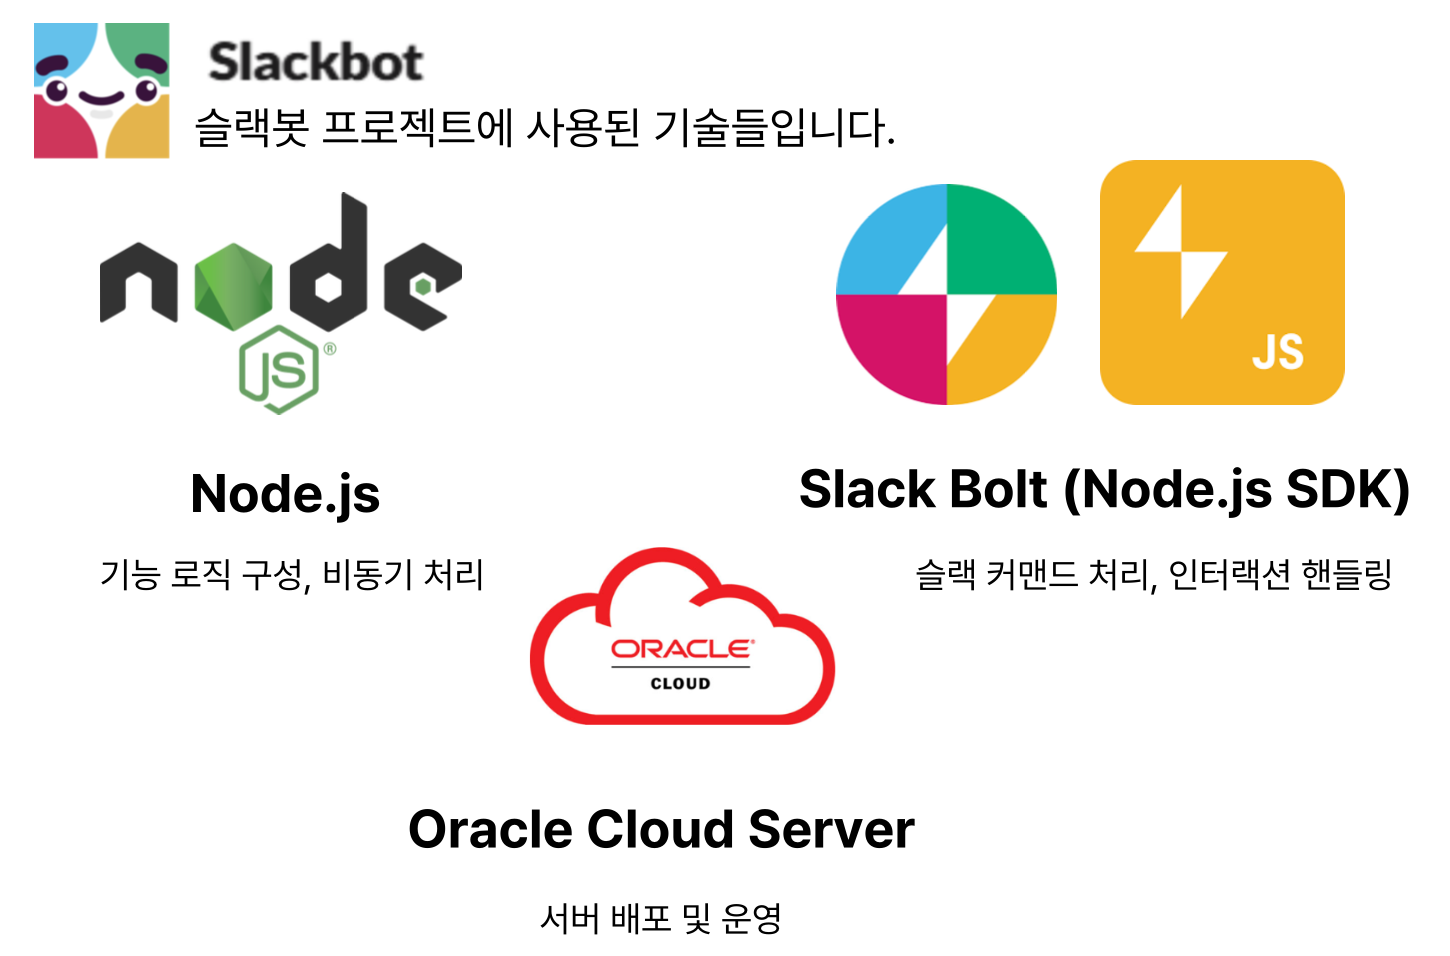 Slackbot
슬랙봇 프로젝트에 사용된 기술들입니다.
node
JS®
JS
Node.js
Slack Bolt (Node.js SDK)
기능 로직 구성, 비동기 처리
슬랙 커맨드 처리, 인터랙션 핸들링
ORACLE®
CLOUD
Oracle Cloud Server
서버 배포 및 운영